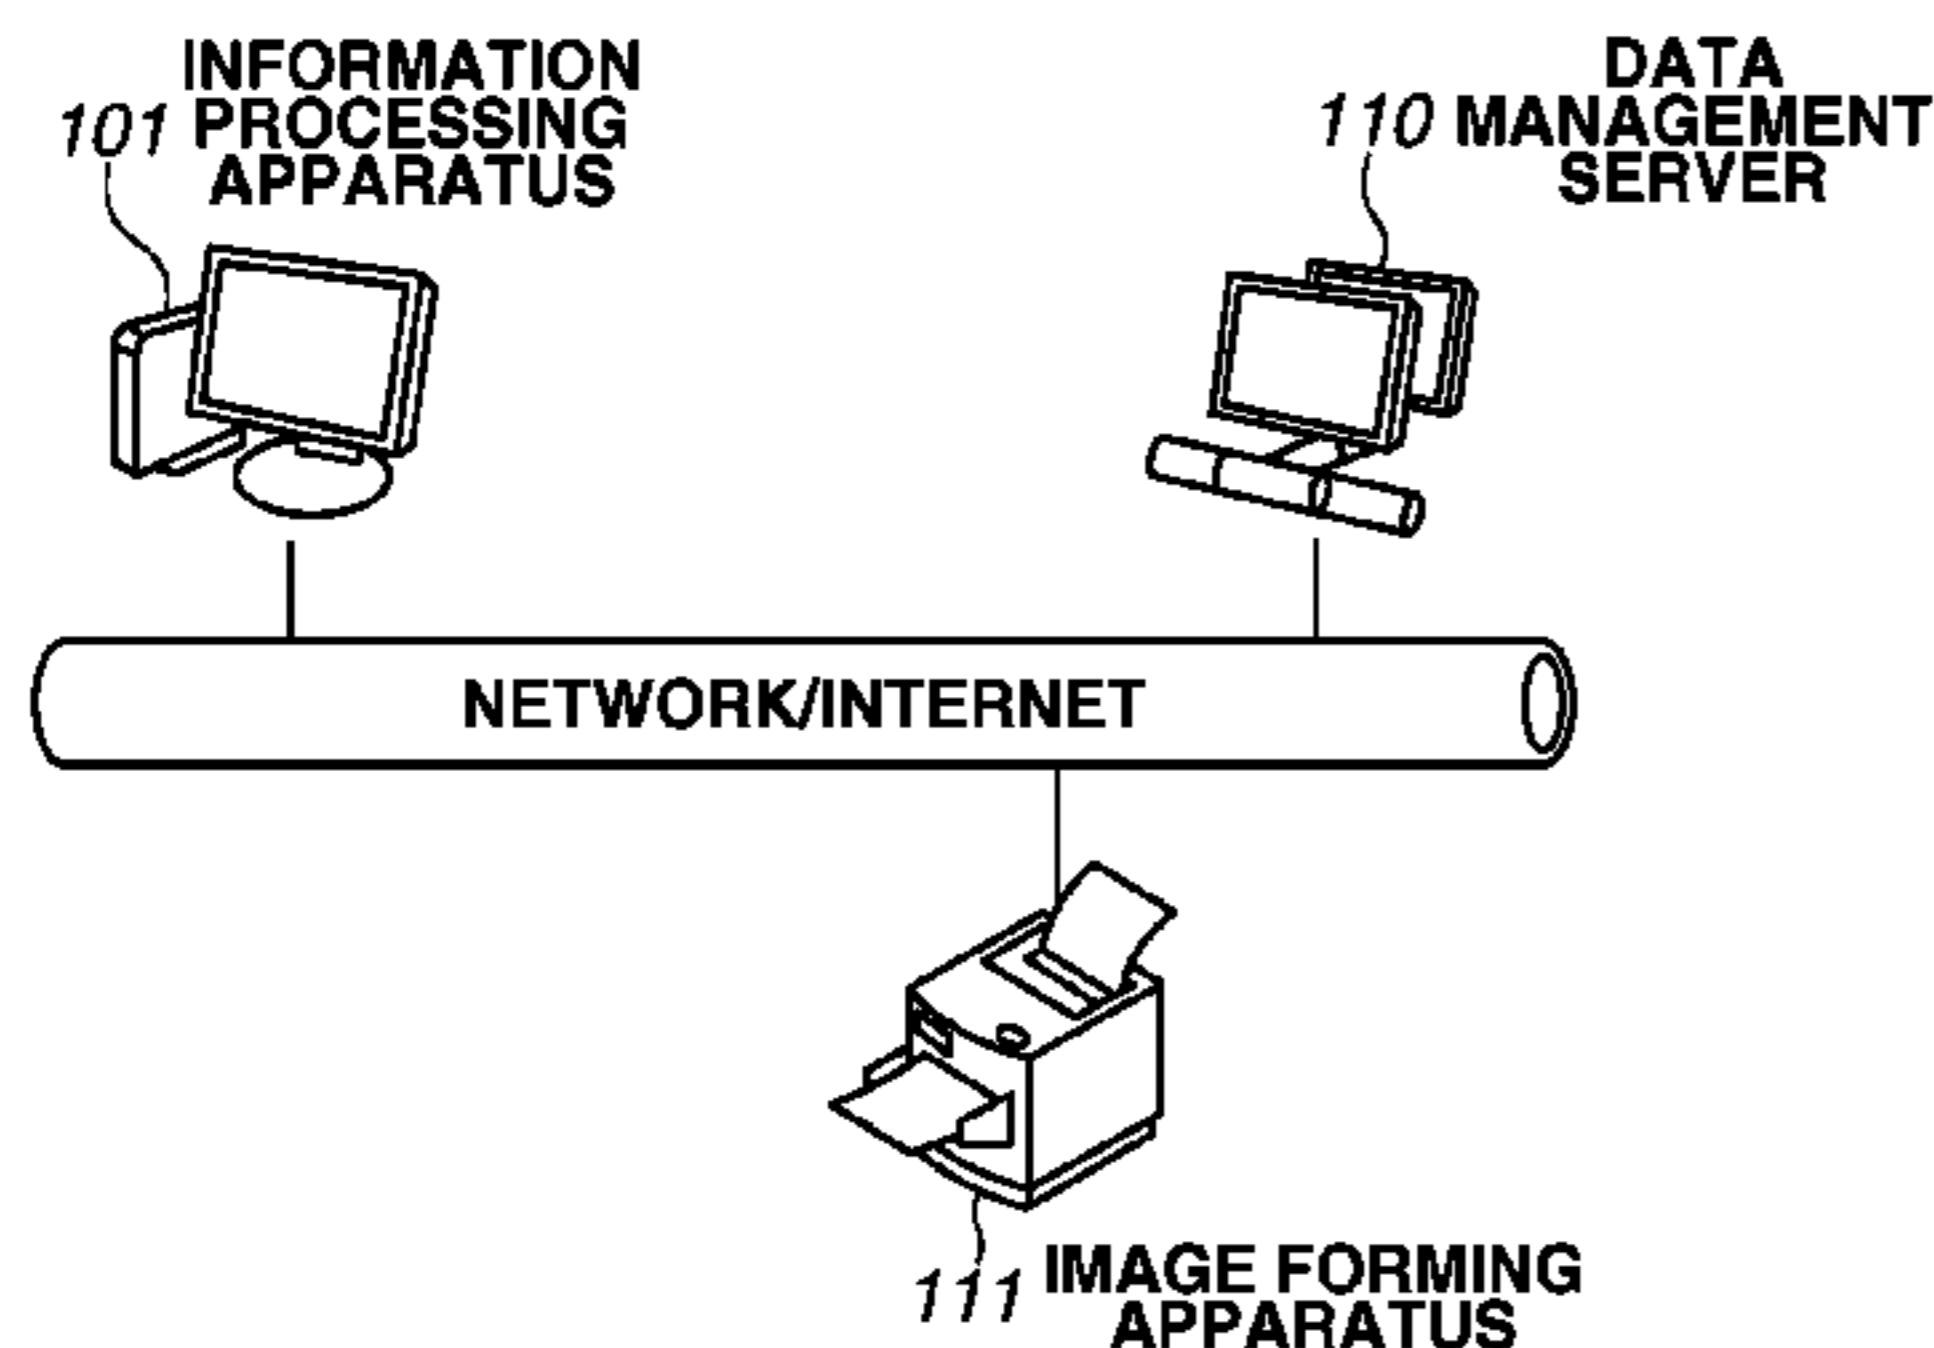 INFORMATION
101 PROCESSING
APPARATUS
DATA
110 MANAGEMENT
SERVER
NETWORK/INTERNET
111 IMAGE FORMING
APPARATUS